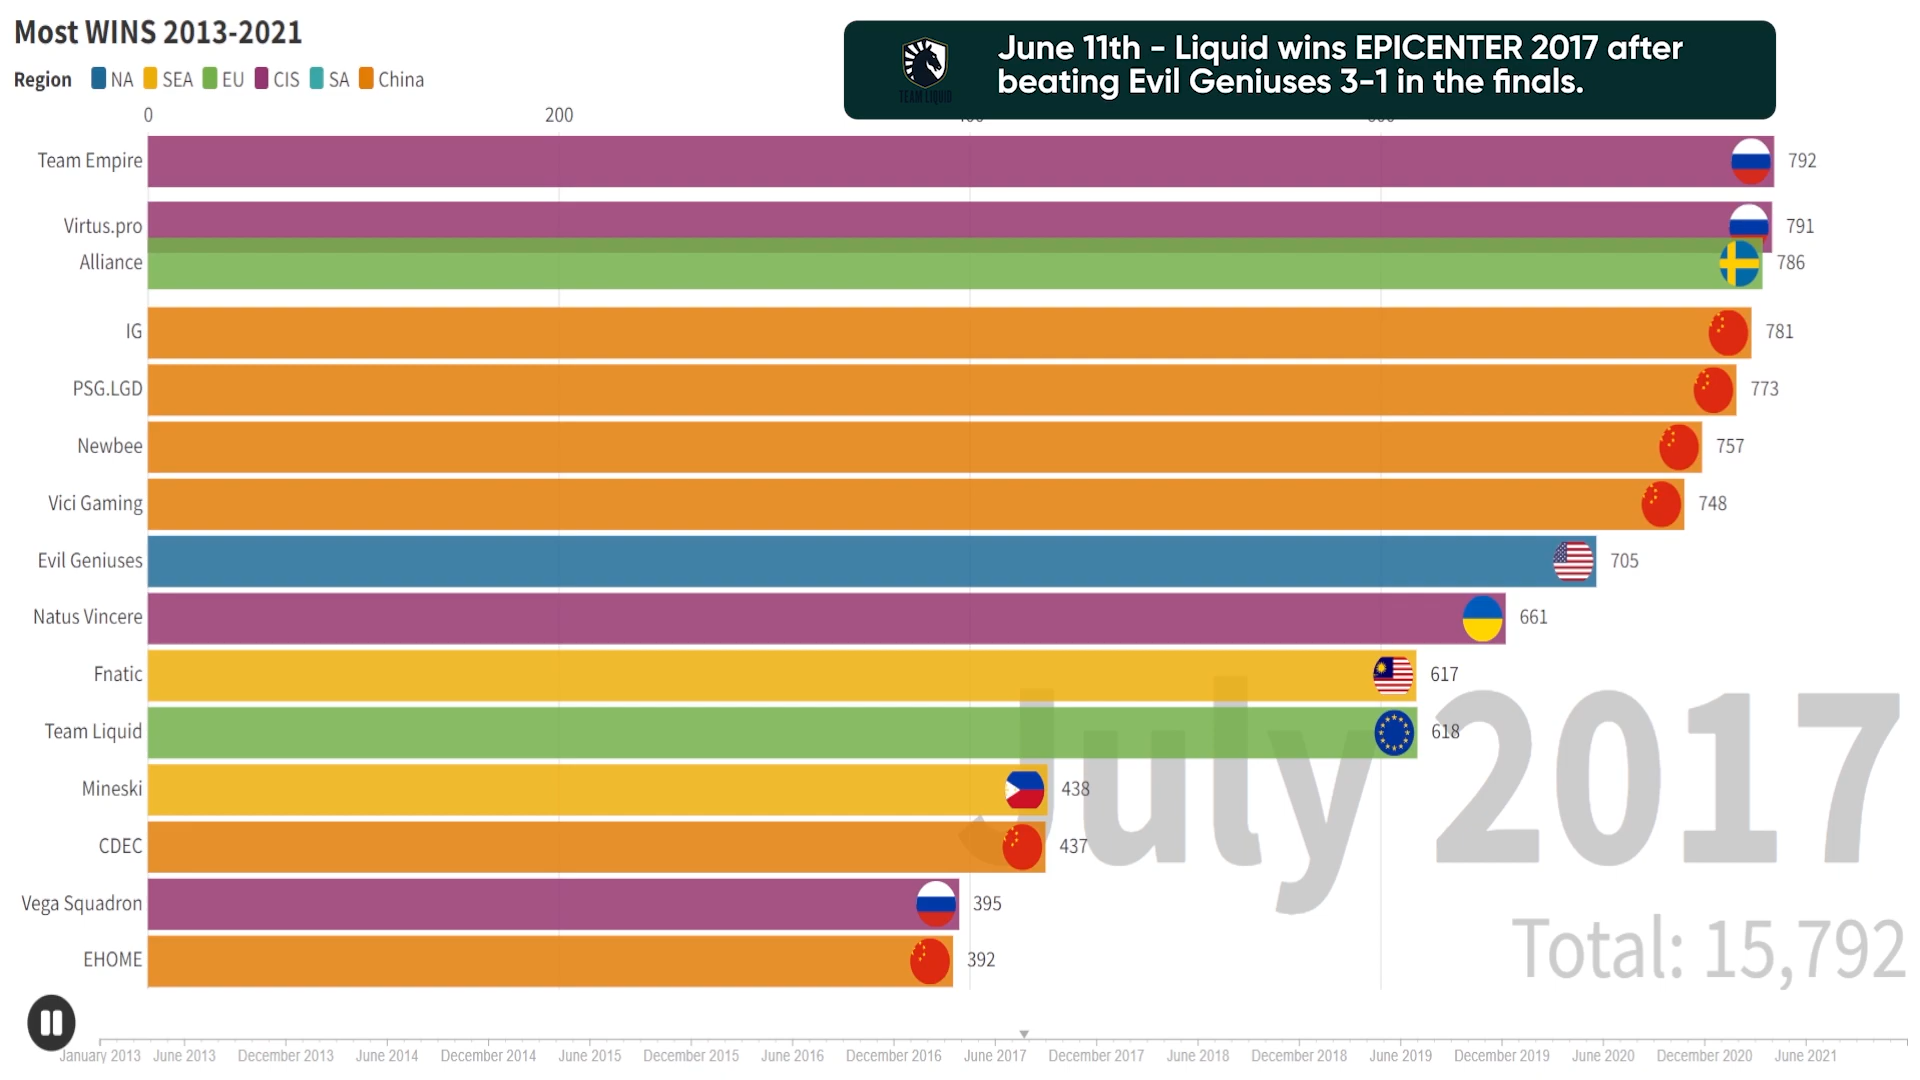 Most WINS 2013-2021
Region NA SEA EU CIS SA China
June 11th - Liquid wins EPICENTER 2017 after
beating Evil Geniuses 3-1 in the finals.
TEAM LIQUID
0 200
Team Empire 792
Virtus.pro 791
Alliance 786
IG 781
PSG.LGD 773
Newbee 757
Vici Gaming 748
Evil Geniuses 705
Natus Vincere 661
Fnatic 617
Team Liquid 618
Mineski 438
CDEC 437
Vega Squadron 395
EHOME 392
July 2017
Total: 15,792
January 2013 June 2013 December 2013 June 2014 December 2014 June 2015 December 2015 June 2016 December 2016 June 2017 December 2017 June 2018 December 2018 June 2019 December 2019 June 2020 December 2020 June 2021